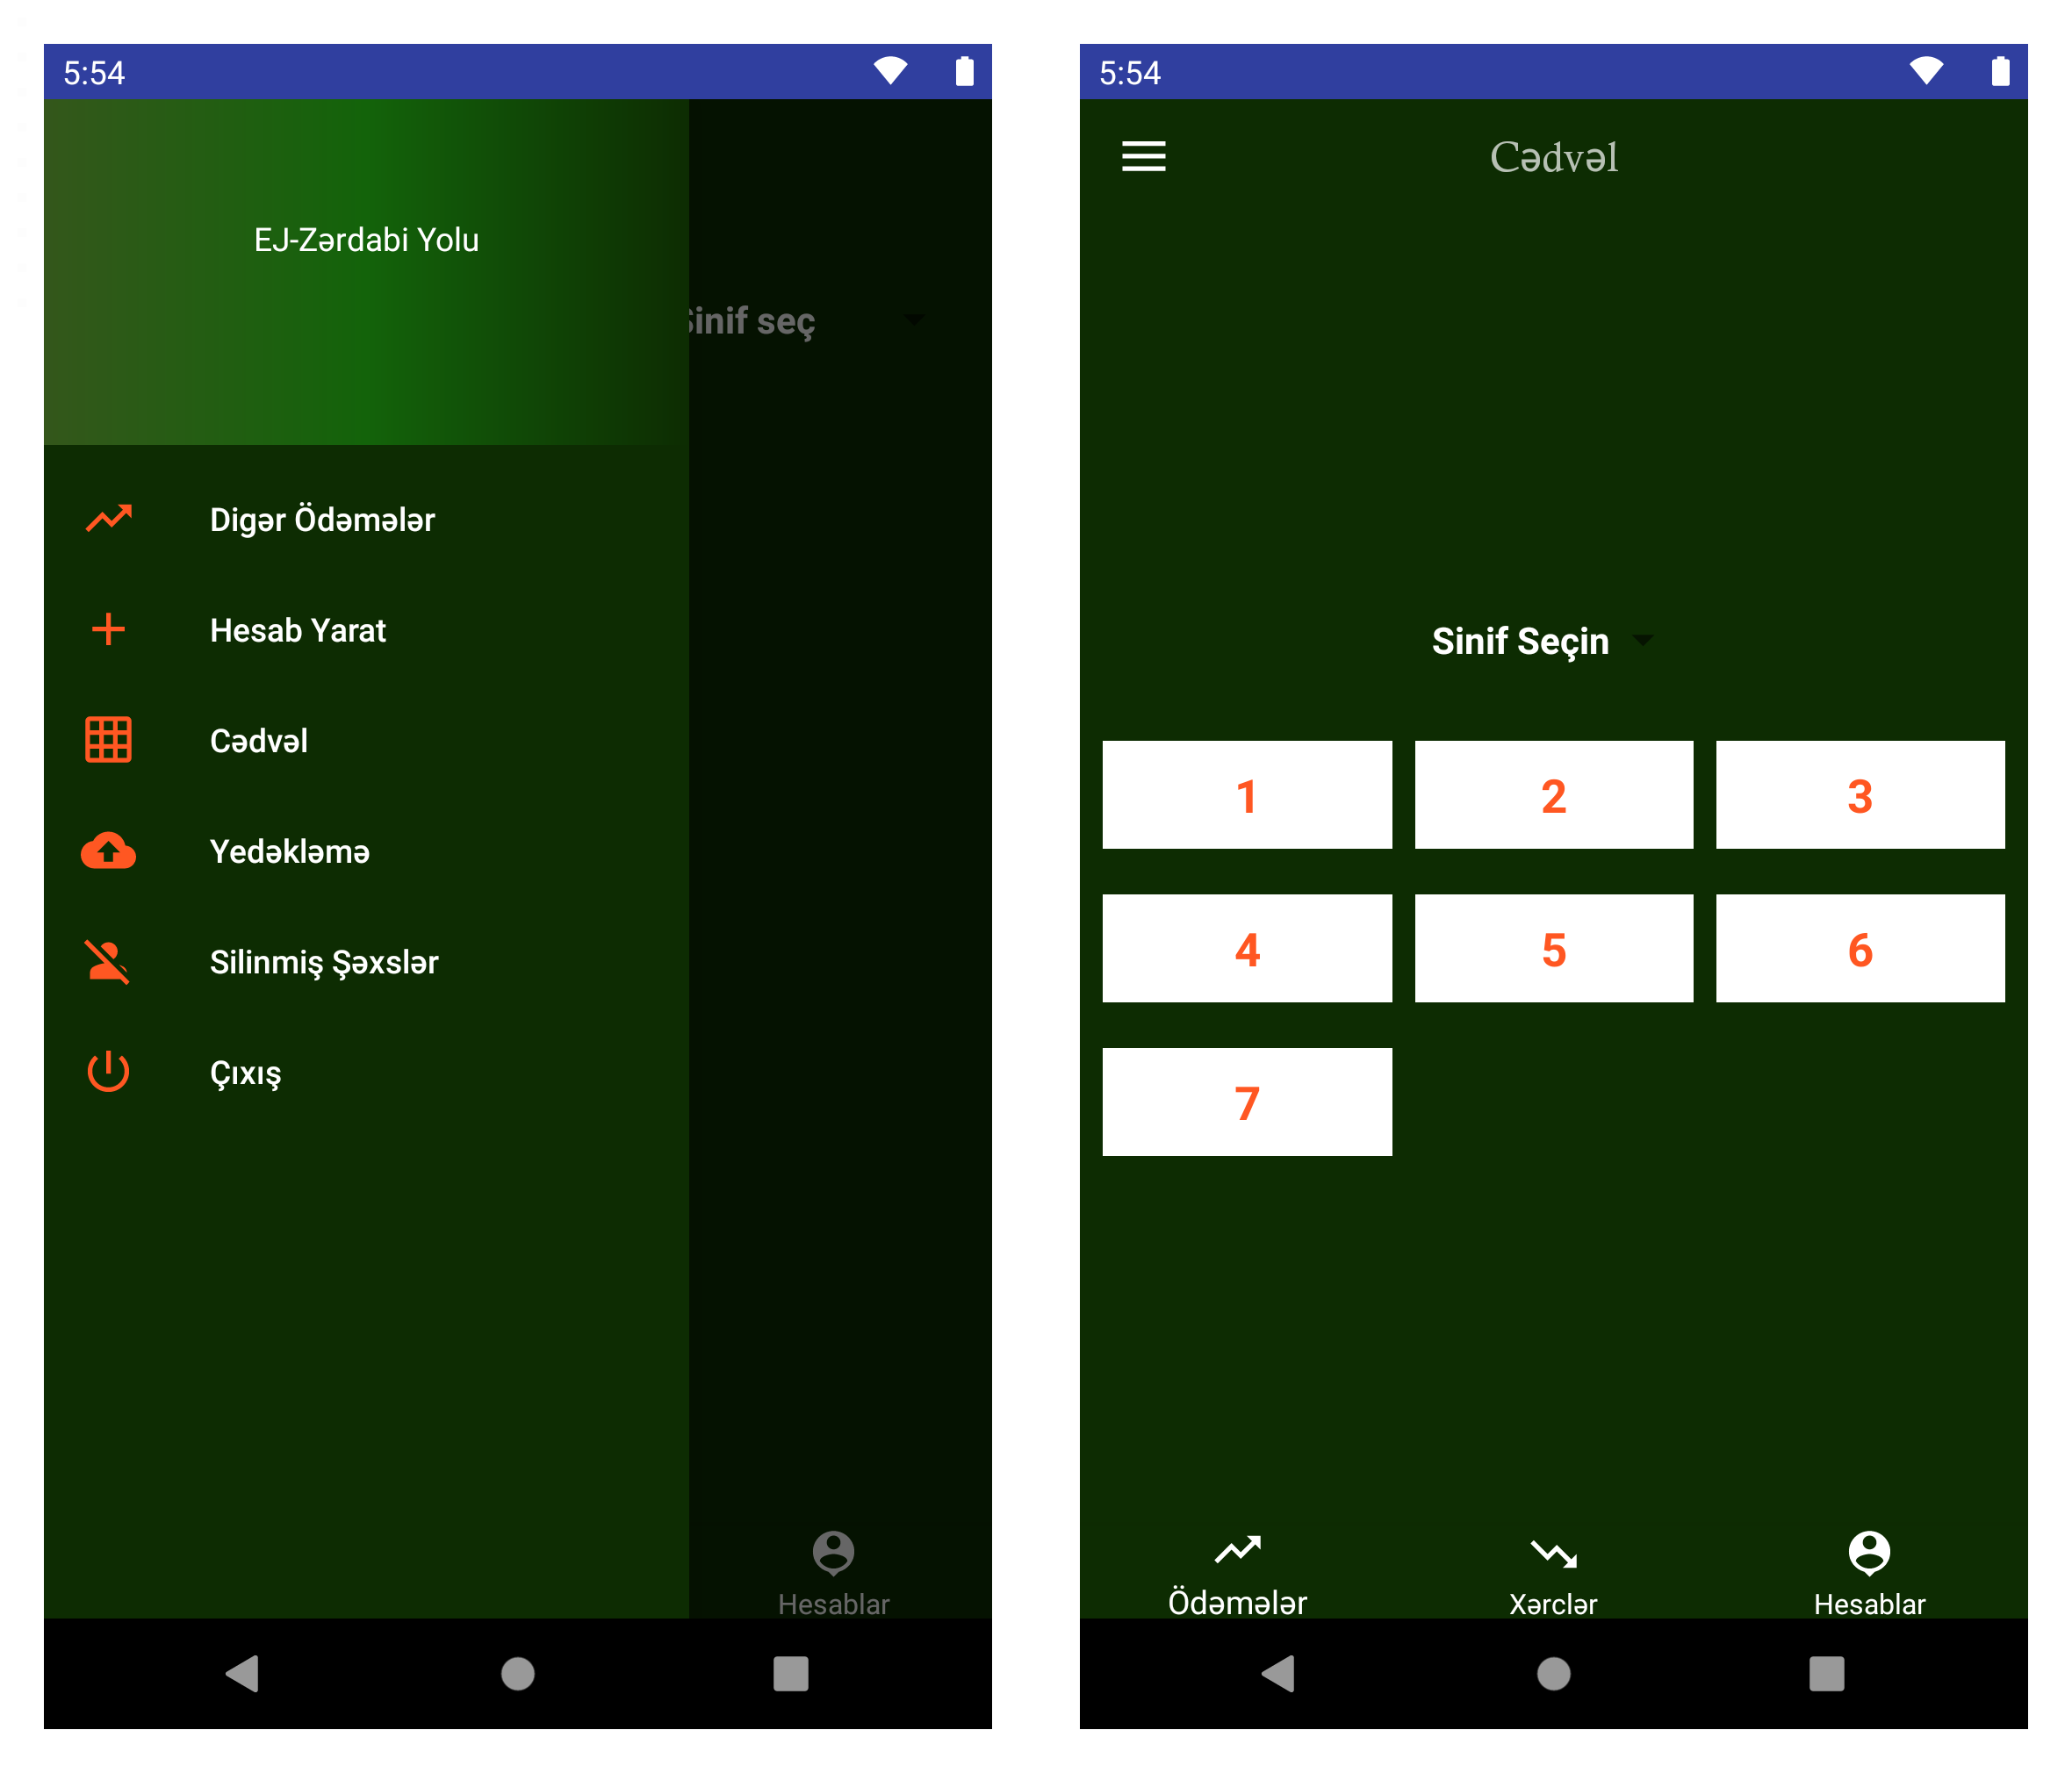 5:54
EJ-Zərdabi Yolu
seç
Digər Ödəmələr
Hesab Yarat
Cədvəl
Yedəkləmə
Silinmiş Şəxslər
Çıxış
Hesablar
5:54
Cədvəl
Sinif Seçin
1 2 3
4 5 6
7
Ödəmələr Xərclər Hesablar